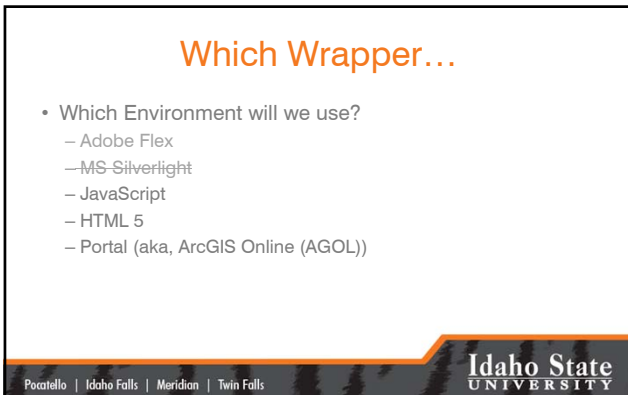 Which Wrapper…
• Which Environment will we use?
– Adobe Flex
– MS Silverlight
– JavaScript
– HTML 5
– Portal (aka, ArcGIS Online (AGOL))
Pocatello | Idaho Falls | Meridian | Twin Falls
Idaho State
UNIVERSITY